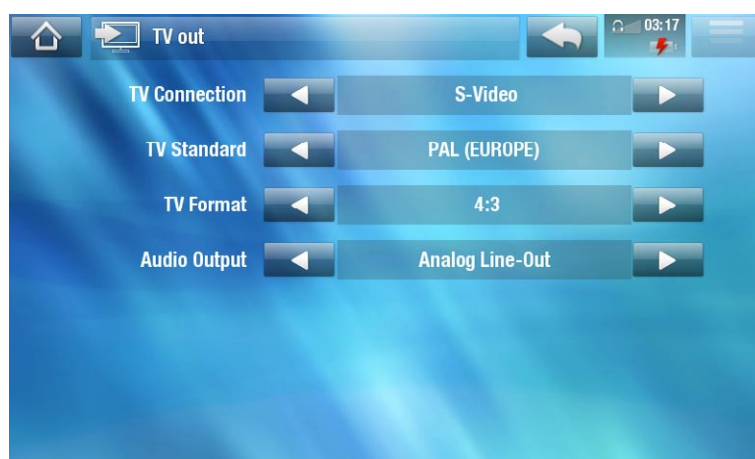 TV out
03:17
TV Connection S-Video
TV Standard PAL (EUROPE)
TV Format 4:3
Audio Output Analog Line-Out